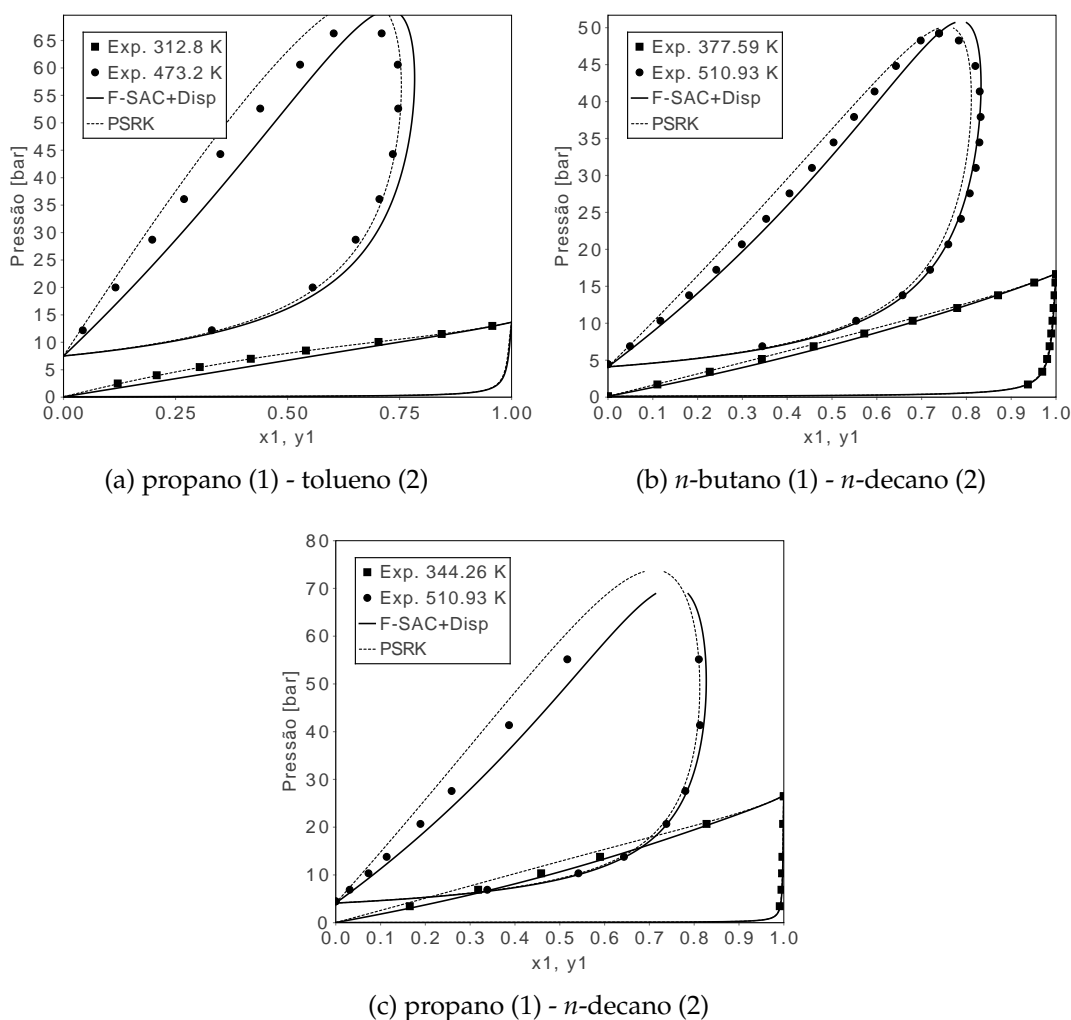 Pressão [bar]
65
60
55
50
45
40
35
30
25
20
15
10
5
0
Exp. 312.8 K
Exp. 473.2 K
F-SAC+Disp
PSRK
0.00 0.25 0.50 0.75 1.00
x1, y1
(a) propano (1) - tolueno (2)
Pressão [bar]
50
45
40
35
30
25
20
15
10
5
0
Exp. 377.59 K
Exp. 510.93 K
F-SAC+Disp
PSRK
0.0 0.1 0.2 0.3 0.4 0.5 0.6 0.7 0.8 0.9 1.0
x1, y1
(b) n-butano (1) - n-decano (2)
Pressão [bar]
80
70
60
50
40
30
20
10
0
Exp. 344.26 K
Exp. 510.93 K
F-SAC+Disp
PSRK
0.0 0.1 0.2 0.3 0.4 0.5 0.6 0.7 0.8 0.9 1.0
x1, y1
(c) propano (1) - n-decano (2)